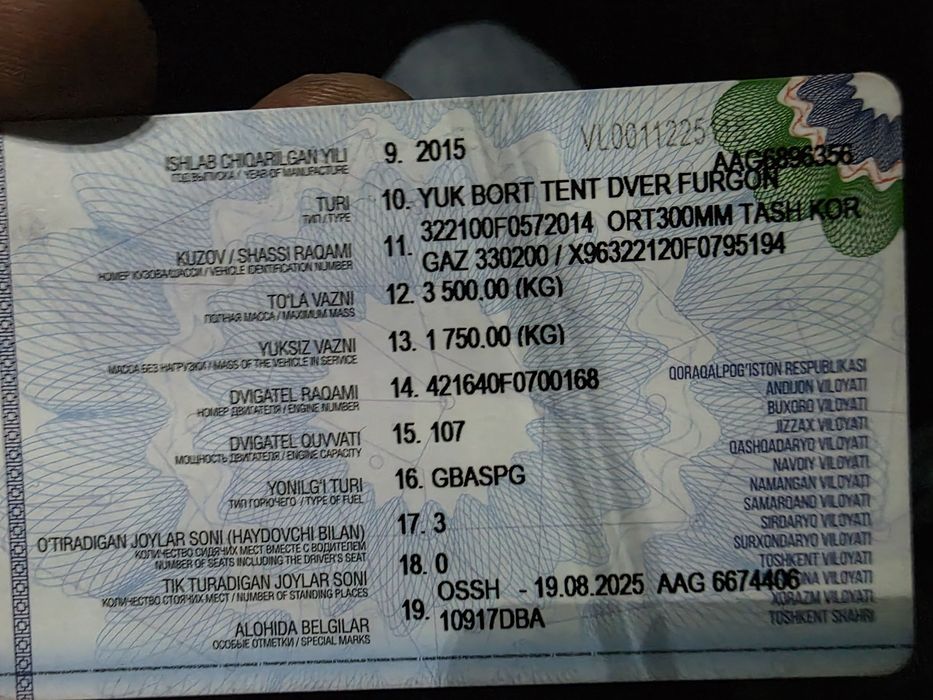 VL0011225
AAG6896356
ISHLAB CHIQARILGAN YILI 9. 2015
ГОД ВЫПУСКА / YEAR OF MANUFACTURE
TURI 10. YUK BORT TENT DVER FURGON
ТИП / TYPE
322100F0572014 ORT300MM TASH KOR
KUZOV / SHASSI RAQAMI 11. GAZ 330200 / X96322120F0795194
НОМЕР КУЗОВА/ШАССИ / VEHICLE IDENTIFICATION NUMBER
TO'LA VAZNI 12. 3 500.00 (KG)
ПОЛНАЯ МАССА / MAXIMUM MASS
YUKSIZ VAZNI 13. 1 750.00 (KG)
МАССА БЕЗ НАГРУЗКИ / MASS OF THE VEHICLE IN SERVICE
DVIGATEL RAQAMI 14. 421640F0700168
НОМЕР ДВИГАТЕЛЯ / ENGINE NUMBER
DVIGATEL QUVVATI 15. 107
МОЩНОСТЬ ДВИГАТЕЛЯ / ENGINE CAPACITY
YONILG'I TURI 16. GBASPG
ТИП ГОРЮЧЕГО / TYPE OF FUEL
O'TIRADIGAN JOYLAR SONI (HAYDOVCHI BILAN) 17. 3
КОЛИЧЕСТВО СИДЯЧИХ МЕСТ ВМЕСТЕ С ВОДИТЕЛЕМ
NUMBER OF SEATS INCLUDING THE DRIVER'S SEAT
TIK TURADIGAN JOYLAR SONI 18. 0
КОЛИЧЕСТВО СТОЯЧИХ МЕСТ / NUMBER OF STANDING PLACES
OSSH - 19.08.2025 AAG 6674406
ALOHIDA BELGILAR 19. 10917DBA
ОСОБЫЕ ОТМЕТКИ / SPECIAL MARKS
QORAQALPOG'ISTON RESPUBLIKASI
ANDIJON VILOYATI
BUXORO VILOYATI
JIZZAX VILOYATI
QASHQADARYO VILOYATI
NAVOIY VILOYATI
NAMANGAN VILOYATI
SAMARQAND VILOYATI
SIRDARYO VILOYATI
SURXONDARYO VILOYATI
TOSHKENT VILOYATI
VILOYATI
XORAZM VILOYATI
TOSHKENT SHAHRI